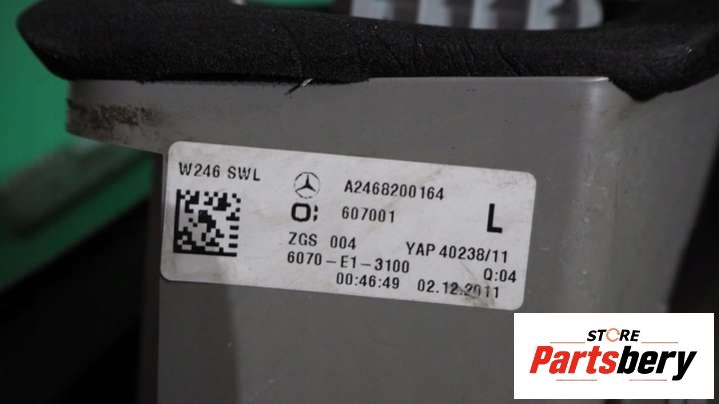 W246 SWL
A2468200164
607001
L
ZGS 004
YAP 40238/11
6070-E1-3100
Q:04
00:46:49 02.12.2011
STORE
Partsbery